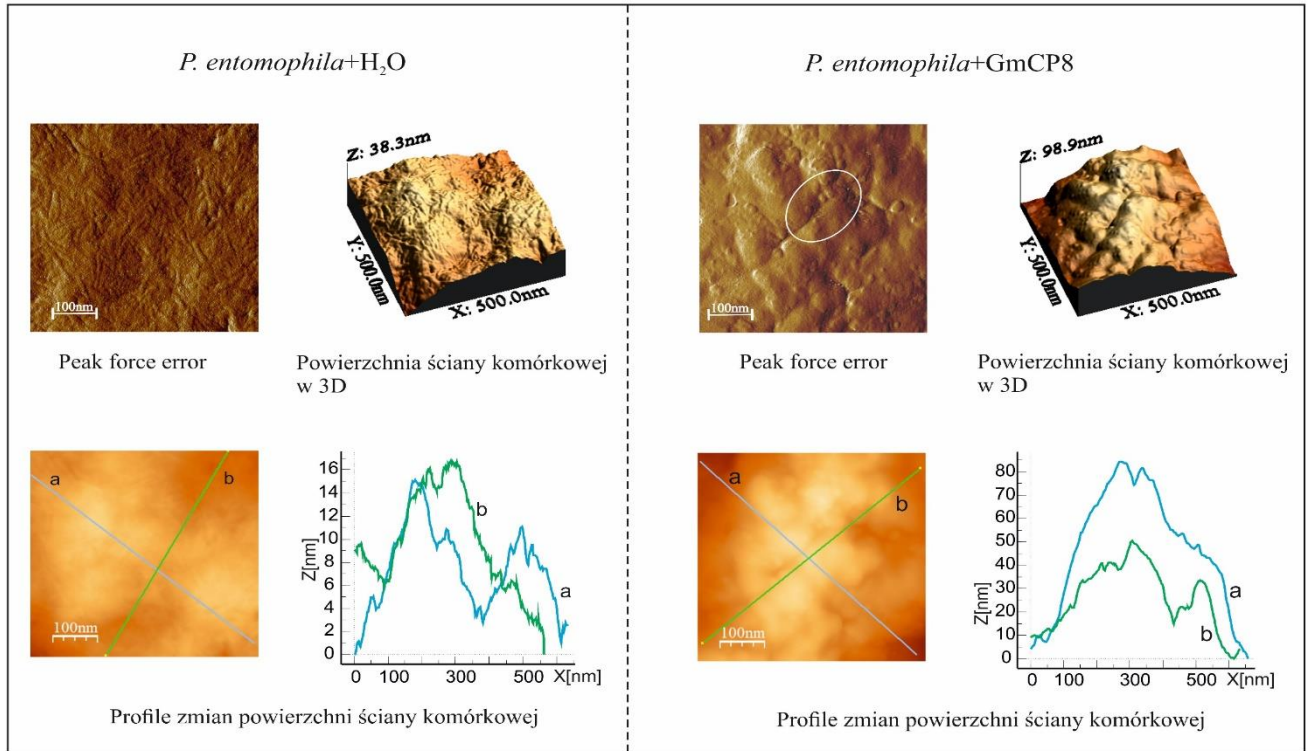 P. entomophila+H₂O
100nm
Peak force error
Z: 38.3nm
Y: 500.0nm
X: 500.0nm
Powierzchnia ściany komórkowej
w 3D
a
b
100nm
Z[nm]
16
14
12
10
8
6
4
2
0
b
a
0
100
300
500
X[nm]
Profile zmian powierzchni ściany komórkowej
P. entomophila+GmCP8
100nm
Peak force error
Z: 98.9nm
Y: 500.0nm
X: 500.0nm
Powierzchnia ściany komórkowej
w 3D
a
b
100nm
Z[nm]
80
70
60
50
40
30
20
10
0
a
b
0
100
300
500
X[nm]
Profile zmian powierzchni ściany komórkowej